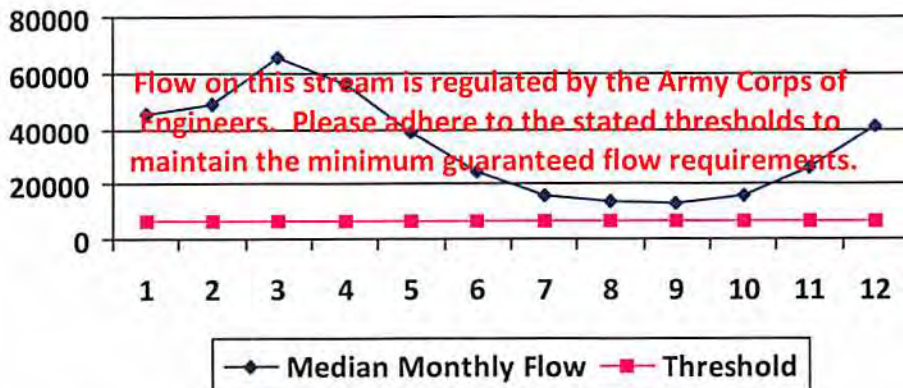 80000
60000
40000
20000
0
Flow on this stream is regulated by the Army Corps of
Engineers. Please adhere to the stated thresholds to
maintain the minimum guaranteed flow requirements.
1 2 3 4 5 6 7 8 9 10 11 12
Median Monthly Flow Threshold